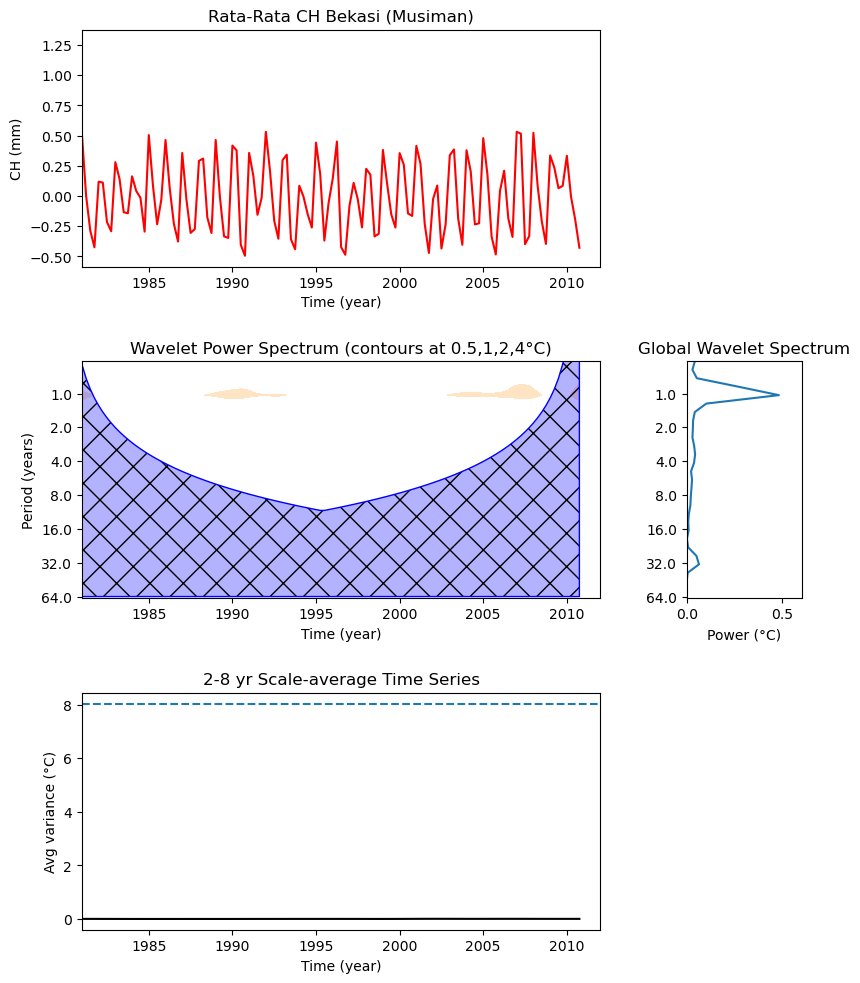 Rata-Rata CH Bekasi (Musiman)
CH (mm)
1.25
1.00
0.75
0.50
0.25
0.00
−0.25
−0.50
1985 1990 1995 2000 2005 2010
Time (year)
Wavelet Power Spectrum (contours at 0.5,1,2,4°C)
Period (years)
1.0
2.0
4.0
8.0
16.0
32.0
64.0
1985 1990 1995 2000 2005 2010
Time (year)
Global Wavelet Spectrum
1.0
2.0
4.0
8.0
16.0
32.0
64.0
0.0 0.5
Power (°C)
2-8 yr Scale-average Time Series
Avg variance (°C)
8
6
4
2
0
1985 1990 1995 2000 2005 2010
Time (year)